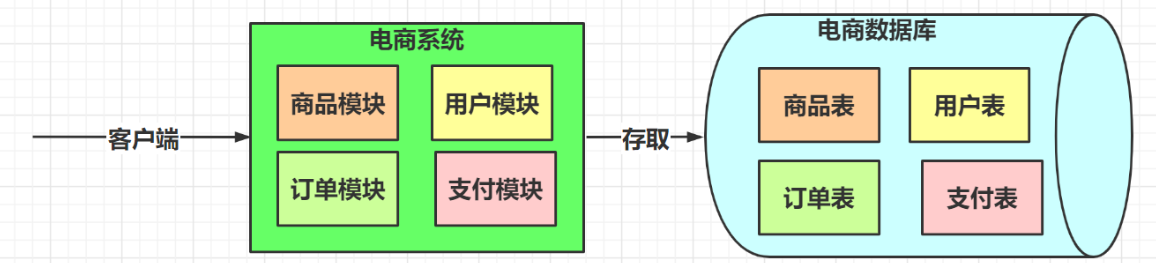 客户端
电商系统
商品模块
用户模块
订单模块
支付模块
存取
电商数据库
商品表
用户表
订单表
支付表